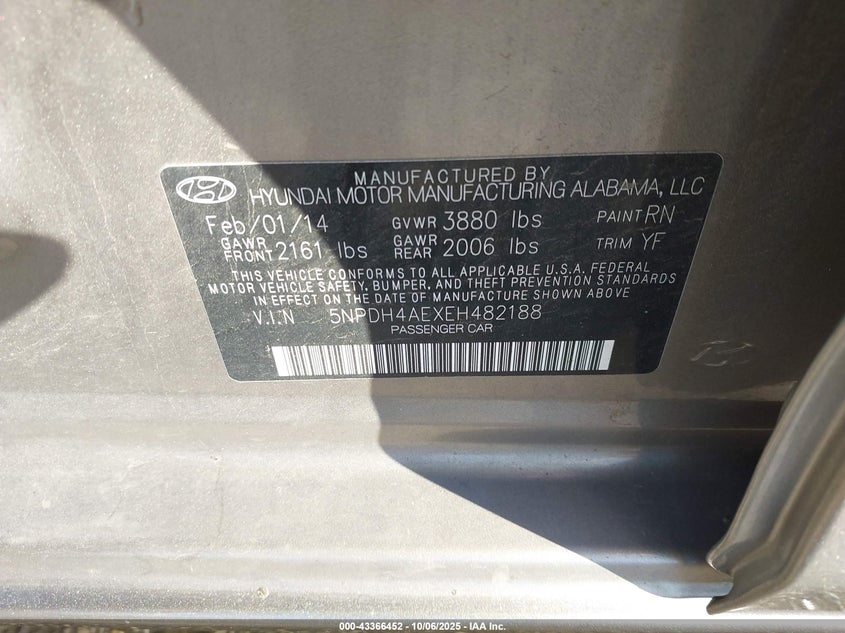 MANUFACTURED BY
HYUNDAI MOTOR MANUFACTURING ALABAMA, LLC
Feb/01/14 GVWR 3880 lbs PAINT RN
GAWR FRONT 2161 lbs GAWR REAR 2006 lbs TRIM YF
THIS VEHICLE CONFORMS TO ALL APPLICABLE U.S.A. FEDERAL
MOTOR VEHICLE SAFETY, BUMPER, AND THEFT PREVENTION STANDARDS
IN EFFECT ON THE DATE OF MANUFACTURE SHOWN ABOVE
V.I.N 5NPDH4AEXEH482188
PASSENGER CAR
000-43366452 - 10/06/2025 - IAA Inc.